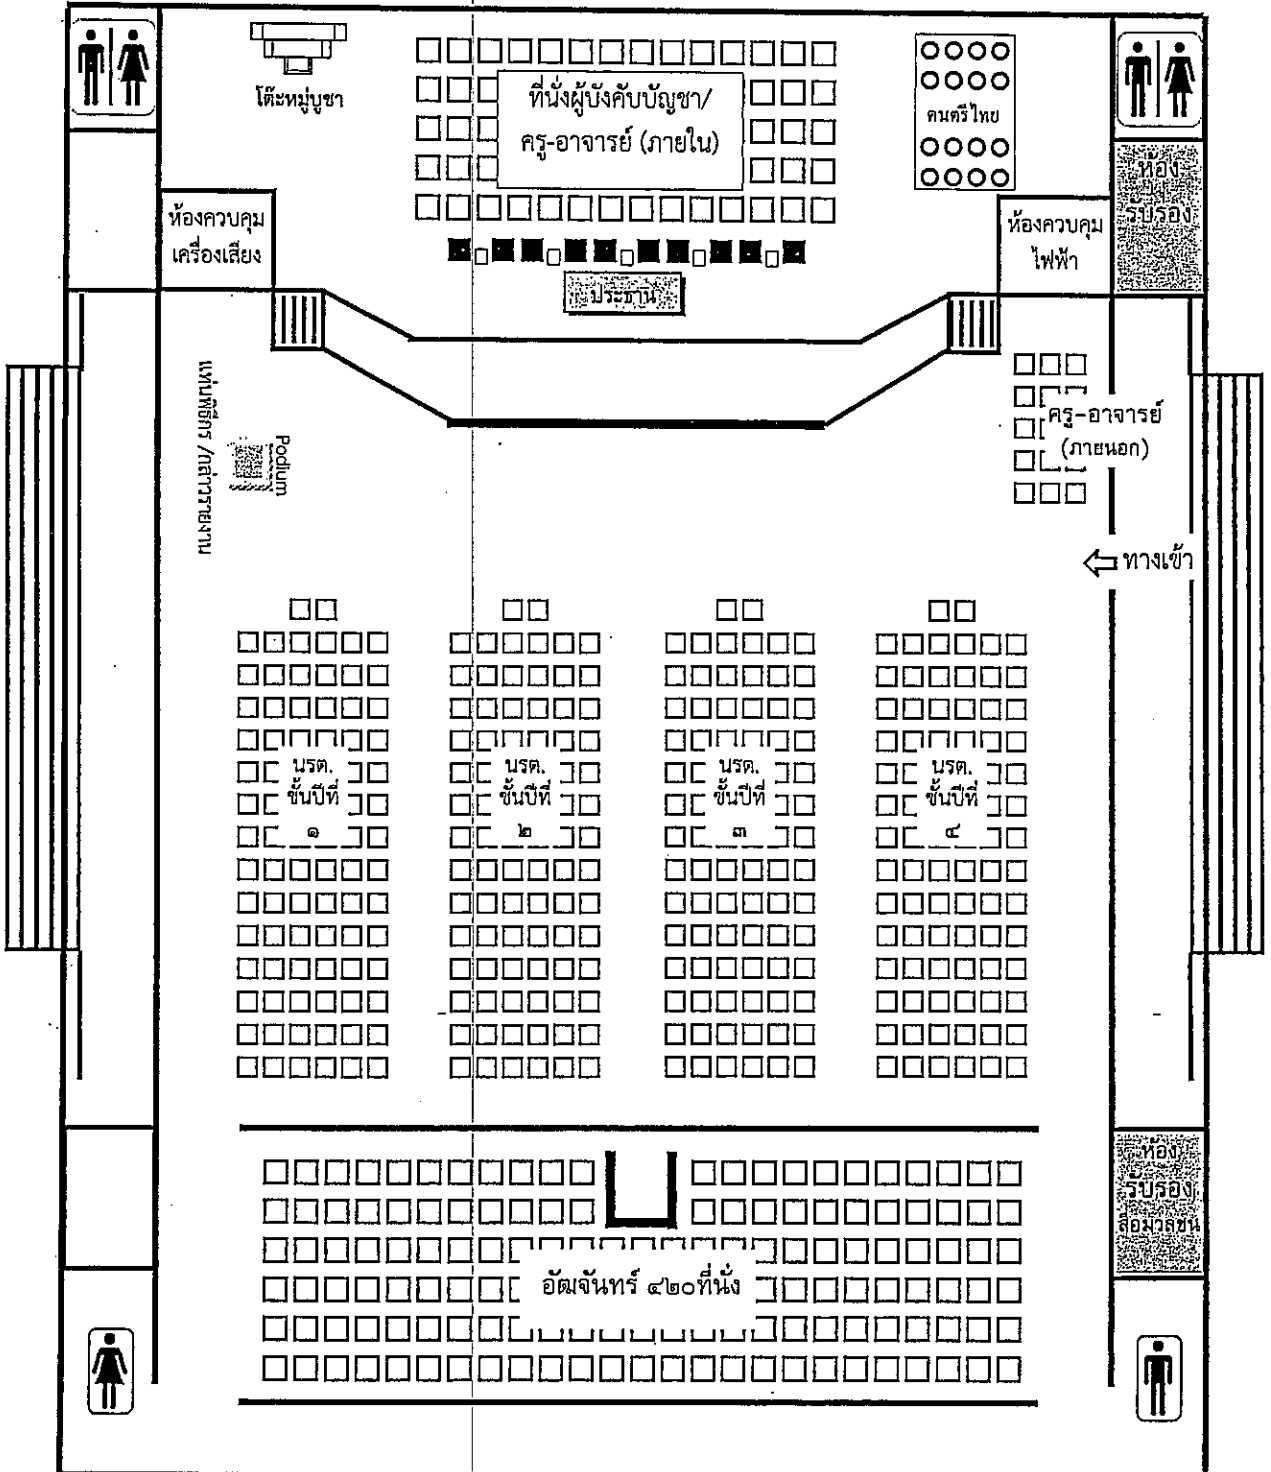 โต๊ะหมู่บูชา
ที่นั่งผู้บังคับบัญชา/
ครู-อาจารย์ (ภายใน)
ดนตรีไทย
ห้อง
รับรอง
ห้องควบคุม
เครื่องเสียง
ห้องควบคุม
ไฟฟ้า
ประธาน
แท่นพิธีกร /กล่าวรายงาน
Podium
ครู-อาจารย์
(ภายนอก)
ทางเข้า
นรต.
ชั้นปีที่
๑
นรต.
ชั้นปีที่
๒
นรต.
ชั้นปีที่
๓
นรต.
ชั้นปีที่
๔
ห้อง
รับรอง
สื่อมวลชน
อัฒจันทร์ ๔๒๐ที่นั่ง